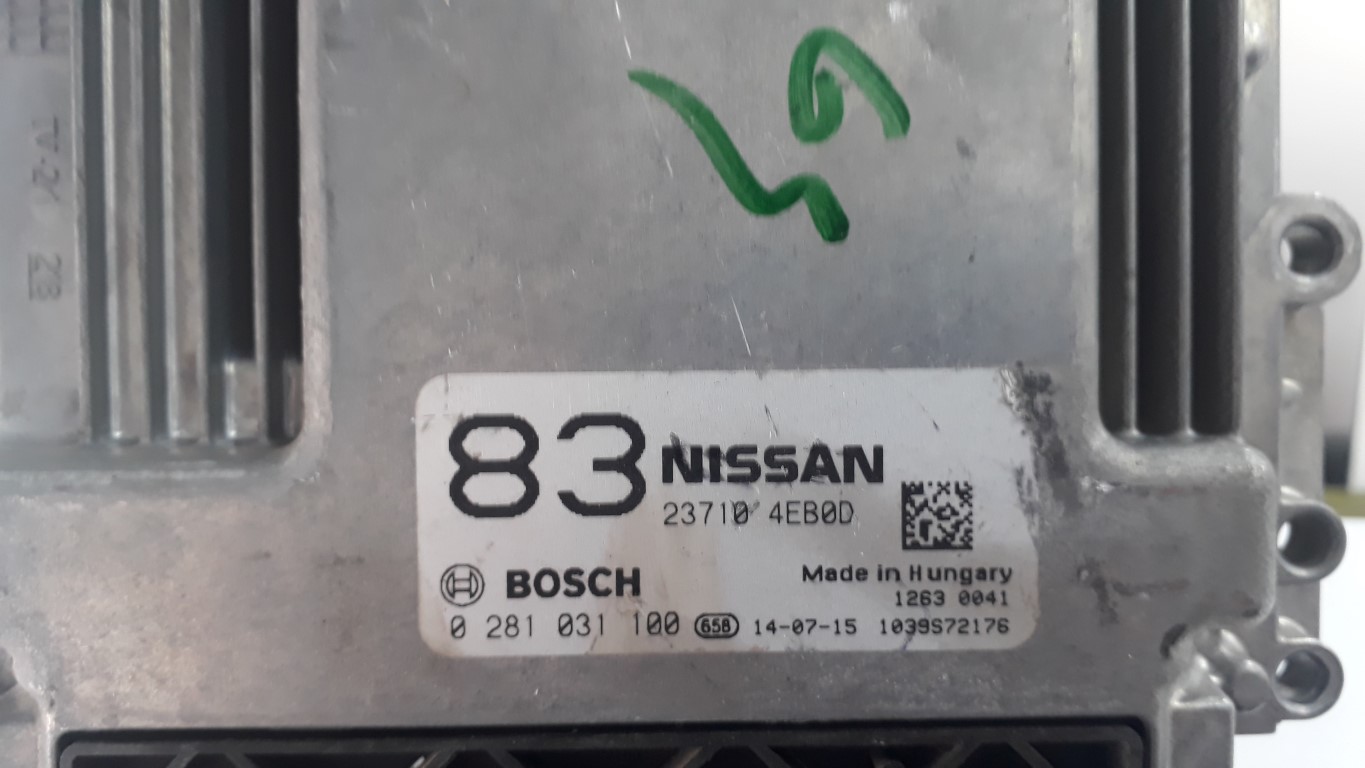 83 NISSAN
23710 4EB0D
BOSCH
Made in Hungary
1263 0041
0 281 031 100 658 14-07-15 1039S72176